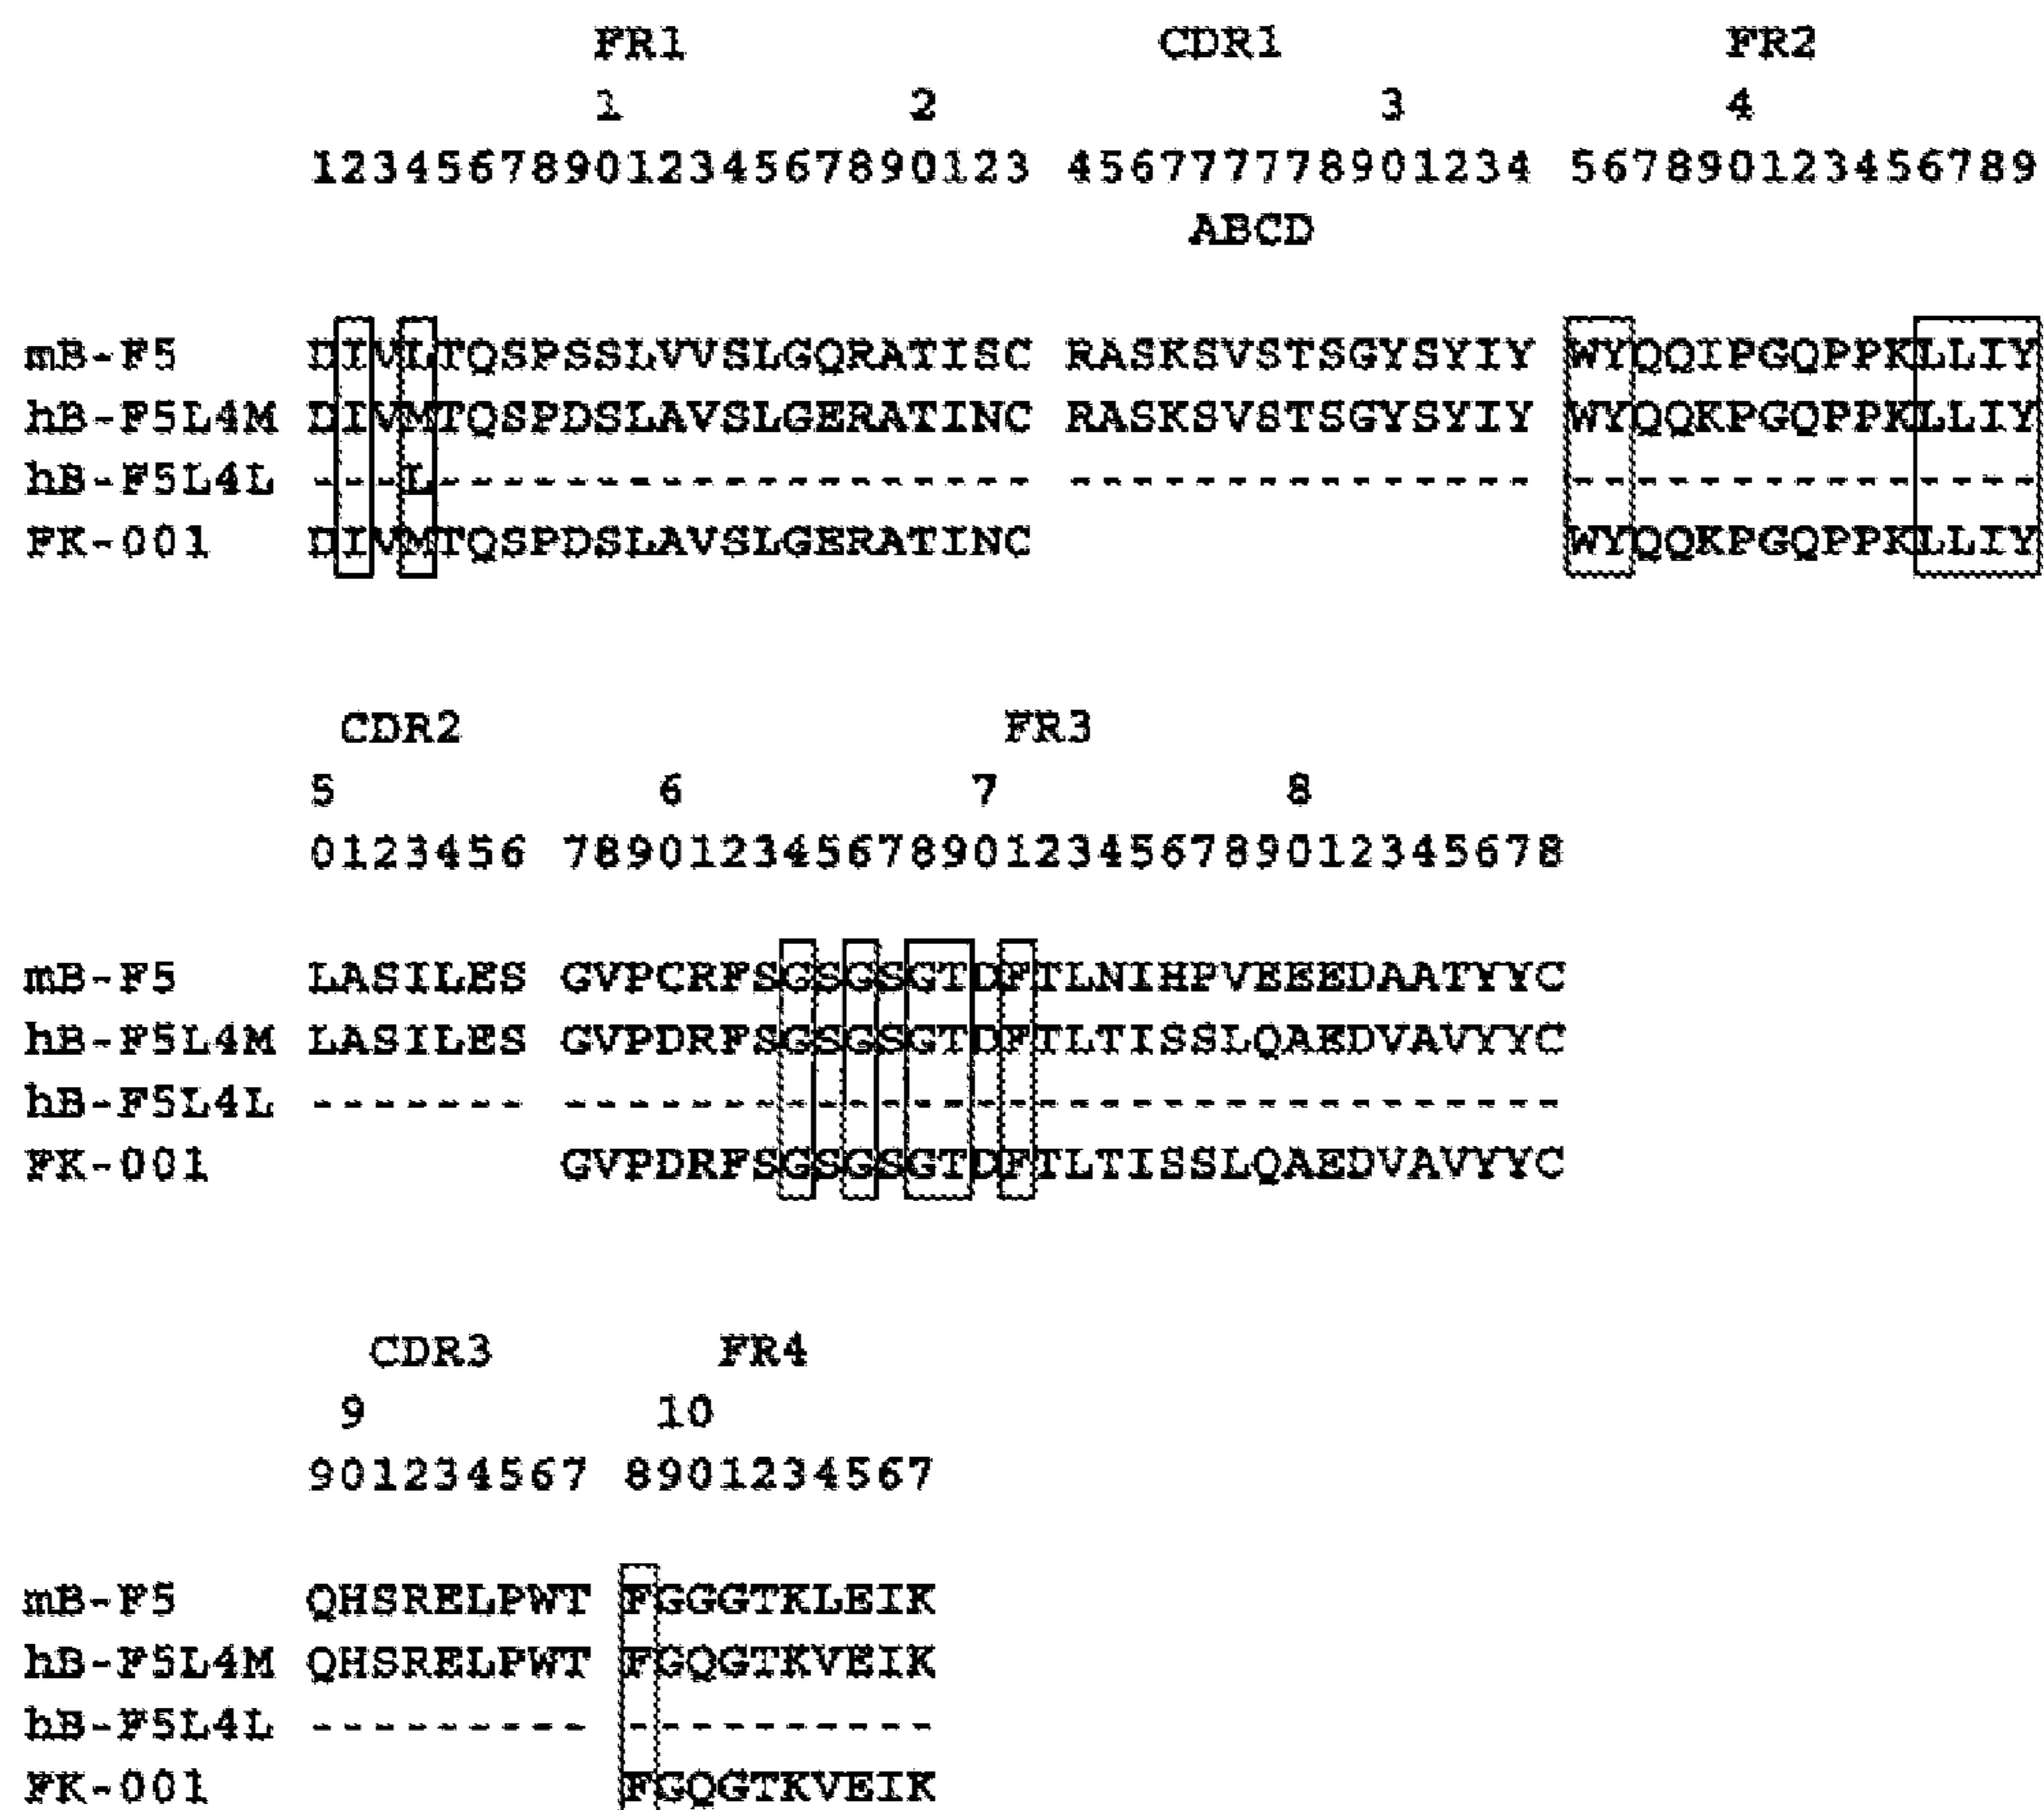 FR1 CDR1 FR2
1 2 3 4
12345678901234567890123 456777778901234 567890123456789
ABCD
mB-F5 DIVLTQSPSSLVVSLGQRATISC RASKSVSTSGYSYIY WYQQIPGQPPKLLIY
hB-F5L4M DIVMTQSPDSLAVSLGERATINC RASKSVSTSGYSYIY WYQQKPGQPPKLLIY
hB-F5L4L ---L------------------- --------------- ---------------
FK-001 DIVMTQSPDSLAVSLGERATINC WYQQKPGQPPKLLIY
CDR2 FR3
5 6 7 8
0123456 78901234567890123456789012345678
mB-F5 LASILES GVPCRFSGSGSGTDFTLNIHPVEEEDAATYYC
hB-F5L4M LASILES GVPDRFSGSGSGTDFTLTISSLQAEDVAVYYC
hB-F5L4L ------- --------------------------------
FK-001 GVPDRFSGSGSGTDFTLTISSLQAEDVAVYYC
CDR3 FR4
9 10
901234567 8901234567
mB-F5 QHSRELPWT FGGGTKLEIK
hB-F5L4M QHSRELPWT FGQGTKVEIK
hB-F5L4L --------- ----------
FK-001 FGQGTKVEIK